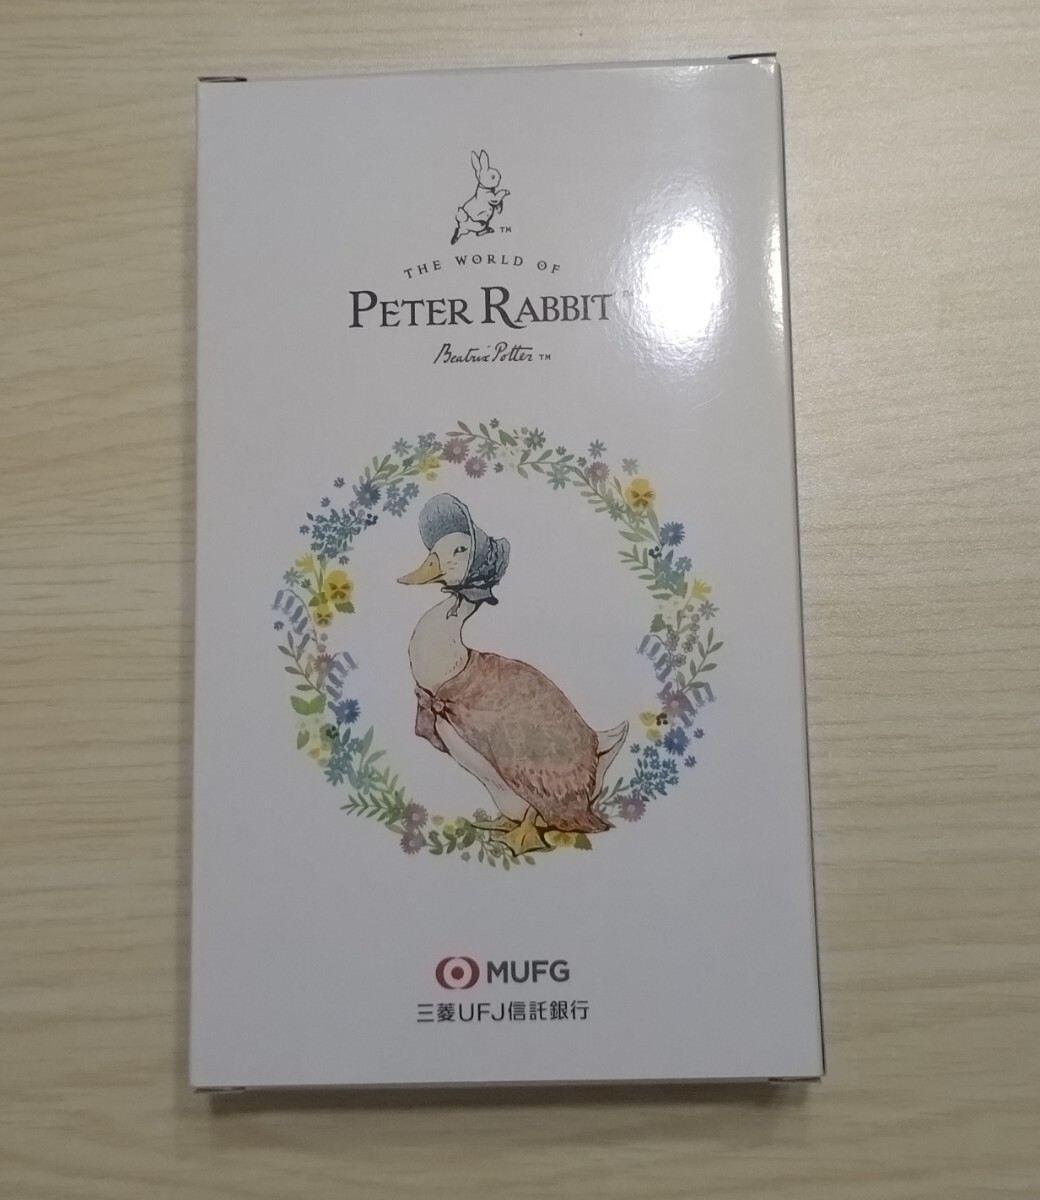 TM
THE WORLD OF
PETER RABBIT TM
Beatrix Potter TM
MUFG
三菱UFJ信託銀行